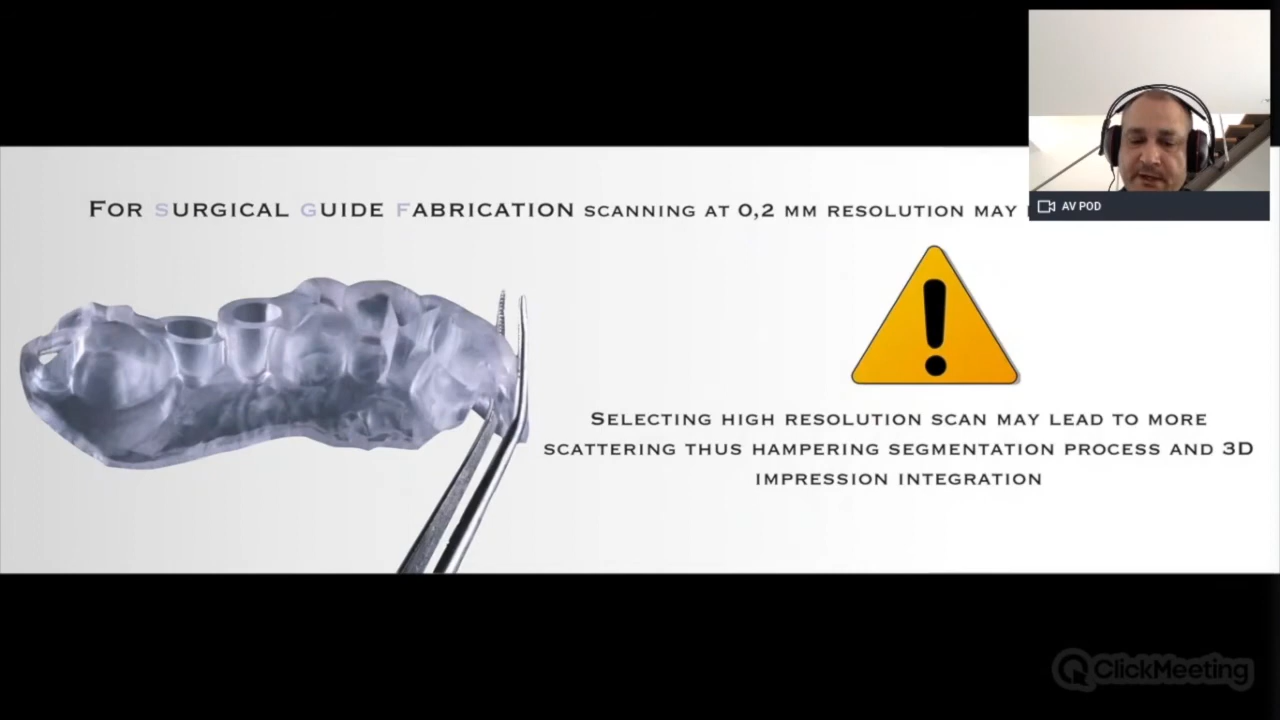 FOR SURGICAL GUIDE FABRICATION SCANNING AT 0,2 MM RESOLUTION MAY
AV POD
SELECTING HIGH RESOLUTION SCAN MAY LEAD TO MORE
SCATTERING THUS HAMPERING SEGMENTATION PROCESS AND 3D
IMPRESSION INTEGRATION
ClickMeeting